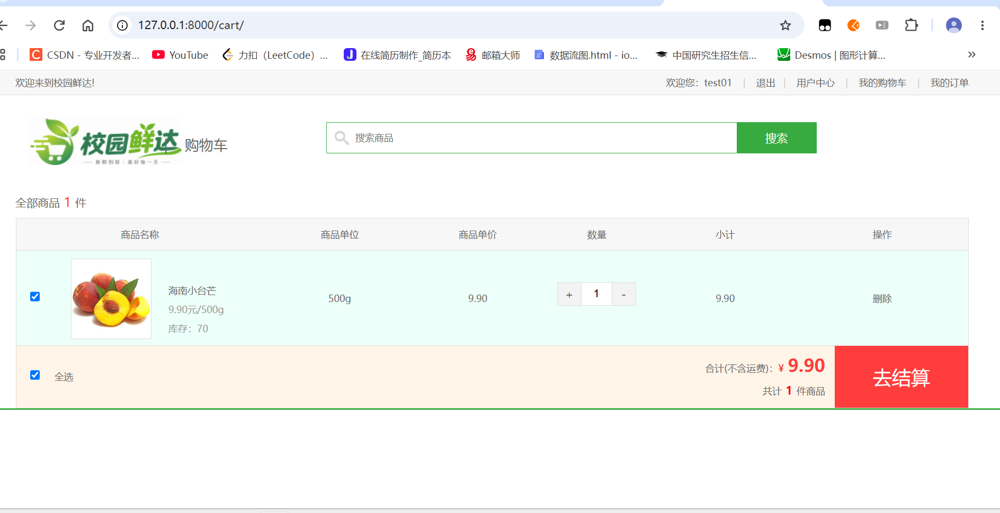 127.0.0.1:8000/cart/
CSDN - 专业开发者... YouTube 力扣（LeetCode）... 在线简历制作_简历本 邮箱大师 数据流图.html - io... 中国研究生招生信... Desmos | 图形计算...
欢迎来到校园鲜达!
欢迎您：test01 | 退出 | 用户中心 | 我的购物车 | 我的订单
校园鲜达
新鲜到校·美好每一天
购物车
搜索商品 搜索
全部商品 1 件
商品名称 商品单位 商品单价 数量 小计 操作
海南小台芒
9.90元/500g
库存：70
500g 9.90 + 1 - 9.90 删除
全选
合计(不含运费)：¥ 9.90
共计 1 件商品
去结算